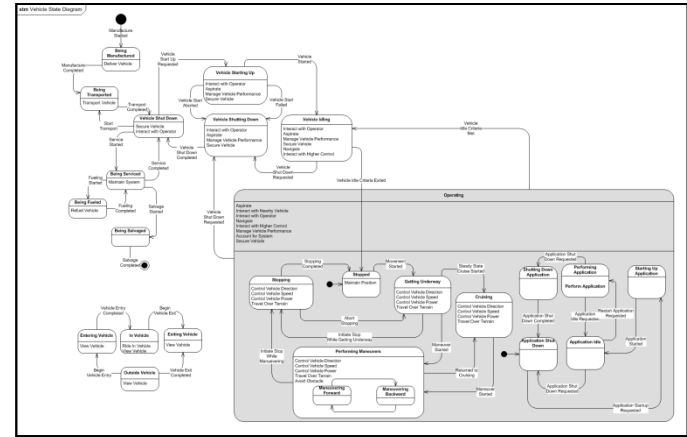 stm Vehicle State Diagram
Manufacture
Started
Being
Manufactured
Deliver Vehicle
Manufacture
Completed
Being
Transported
Transport Vehicle
Transport
Completed
Start
Transport
Vehicle
Start Up
Requested
Vehicle Shut Down
Secure Vehicle
Interact with Operator
Vehicle Starting Up
Interact with Operator
Aspirate
Manage Vehicle Performance
Secure Vehicle
Vehicle
Started
Vehicle Start
Aborted
Vehicle Start
Failed
Vehicle Shutting Down
Interact with Operator
Aspirate
Manage Vehicle Performance
Secure Vehicle
Vehicle
Shut Down
Completed
Vehicle Idling
Interact with Operator
Aspirate
Manage Vehicle Performance
Secure Vehicle
Navigate
Interact with Higher Control
Vehicle
Shut Down
Requested
Vehicle
Idle Criteria
Met
Vehicle Idle Criteria Exited
Service
Started
Service
Completed
Being Serviced
Maintain System
Fueling
Started
Being Fueled
Refuel Vehicle
Fueling
Completed
Salvage
Started
Being Salvaged
Salvage
Completed
Vehicle
Shut Down
Requested
Operating
Aspirate
Interact with Nearby Vehicle
Interact with Operator
Navigate
Interact with Higher Control
Manage Vehicle Performance
Account for System
Secure Vehicle
Stopping
Completed
Stopping
Control Vehicle Direction
Control Vehicle Speed
Control Vehicle Power
Travel Over Terrain
Stopped
Maintain Position
Movement
Started
Getting Underway
Control Vehicle Direction
Control Vehicle Speed
Control Vehicle Power
Travel Over Terrain
Steady State
Cruise Started
Cruising
Control Vehicle Direction
Control Vehicle Speed
Control Vehicle Power
Travel Over Terrain
Abort
Stopping
Initiate Stop
While Getting Underway
Initiate Stop
While
Maneuvering
Maneuver
Started
Returned to
Cruising
Maneuver
Started
Performing Maneuvers
Control Vehicle Direction
Control Vehicle Speed
Control Vehicle Power
Travel Over Terrain
Avoid Obstacle
Maneuvering
Forward
Maneuvering
Backward
Application Shut
Down Requested
Shutting Down
Application
Performing
Application
Perform Application
Starting Up
Application
Application
Idle Requested
Restart Application
Requested
Application Shut
Down Completed
Application
Started
Application Shut
Down
Application Idle
Application Shut
Down Requested
Application Startup
Requested
Vehicle Entry
Completed
Begin
Vehicle Exit
Entering Vehicle
View Vehicle
In Vehicle
Ride In Vehicle
View Vehicle
Exiting Vehicle
View Vehicle
Begin
Vehicle Entry
Outside Vehicle
View Vehicle
Vehicle Exit
Completed